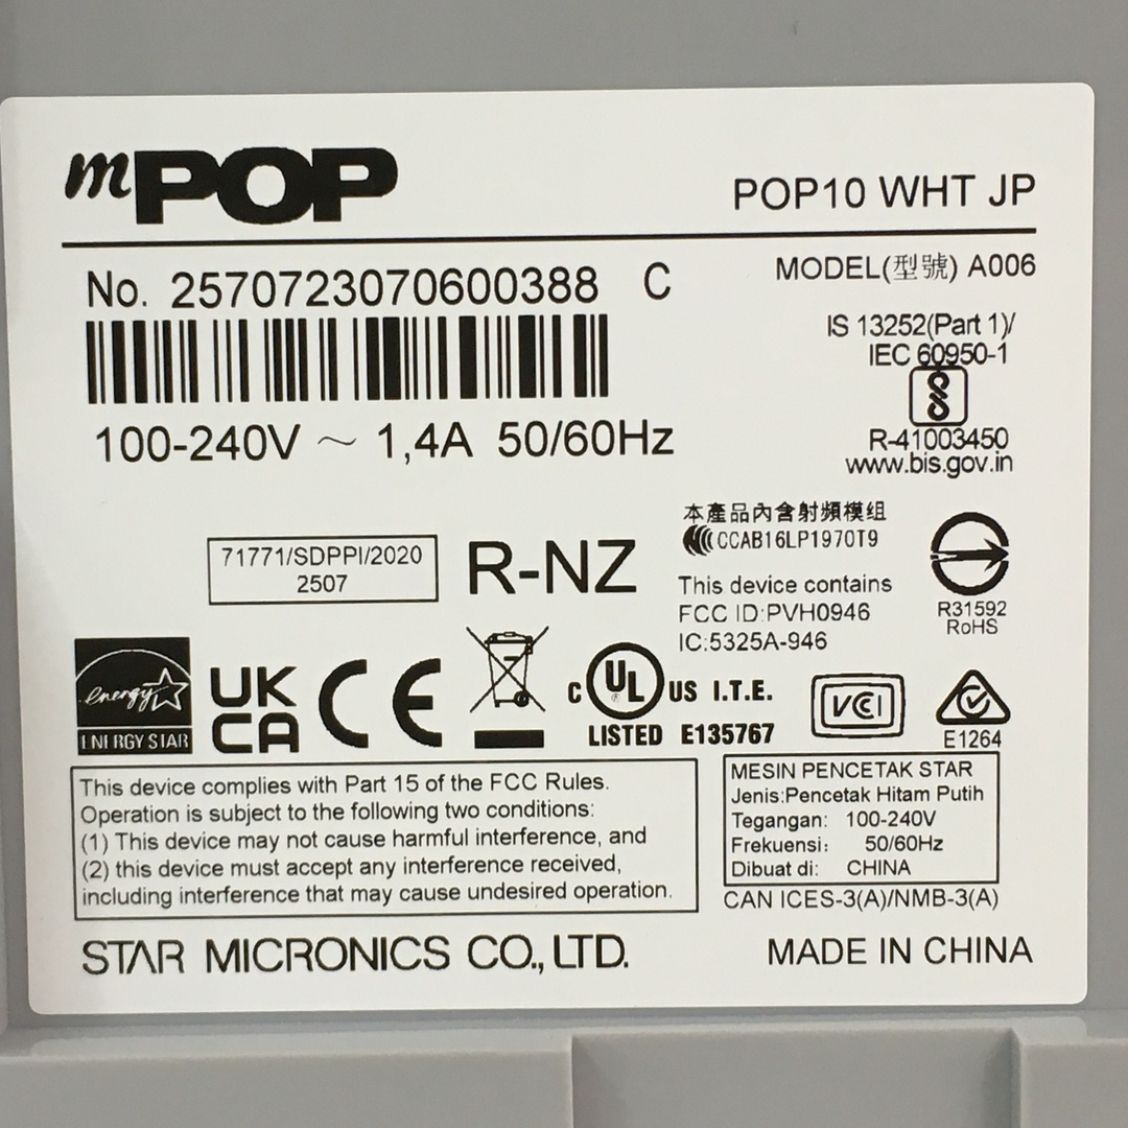 mPOP
POP10 WHT JP
No. 2570723070600388 C
MODEL(型號) A006
IS 13252(Part 1)/
IEC 60950-1
R-41003450
www.bis.gov.in
100-240V ~ 1,4A 50/60Hz
本產品內含射頻模組
CCAB16LP1970T9
71771/SDPPI/2020
2507
R-NZ
This device contains
FCC ID:PVH0946
IC:5325A-946
R31592
RoHS
energy
ENERGY STAR
UK
CA
CE
C UL US I.T.E.
LISTED E135767
VCCI
E1264
This device complies with Part 15 of the FCC Rules.
Operation is subject to the following two conditions:
(1) This device may not cause harmful interference, and
(2) this device must accept any interference received,
including interference that may cause undesired operation.
MESIN PENCETAK STAR
Jenis:Pencetak Hitam Putih
Tegangan: 100-240V
Frekuensi: 50/60Hz
Dibuat di: CHINA
CAN ICES-3(A)/NMB-3(A)
STAR MICRONICS CO., LTD.
MADE IN CHINA